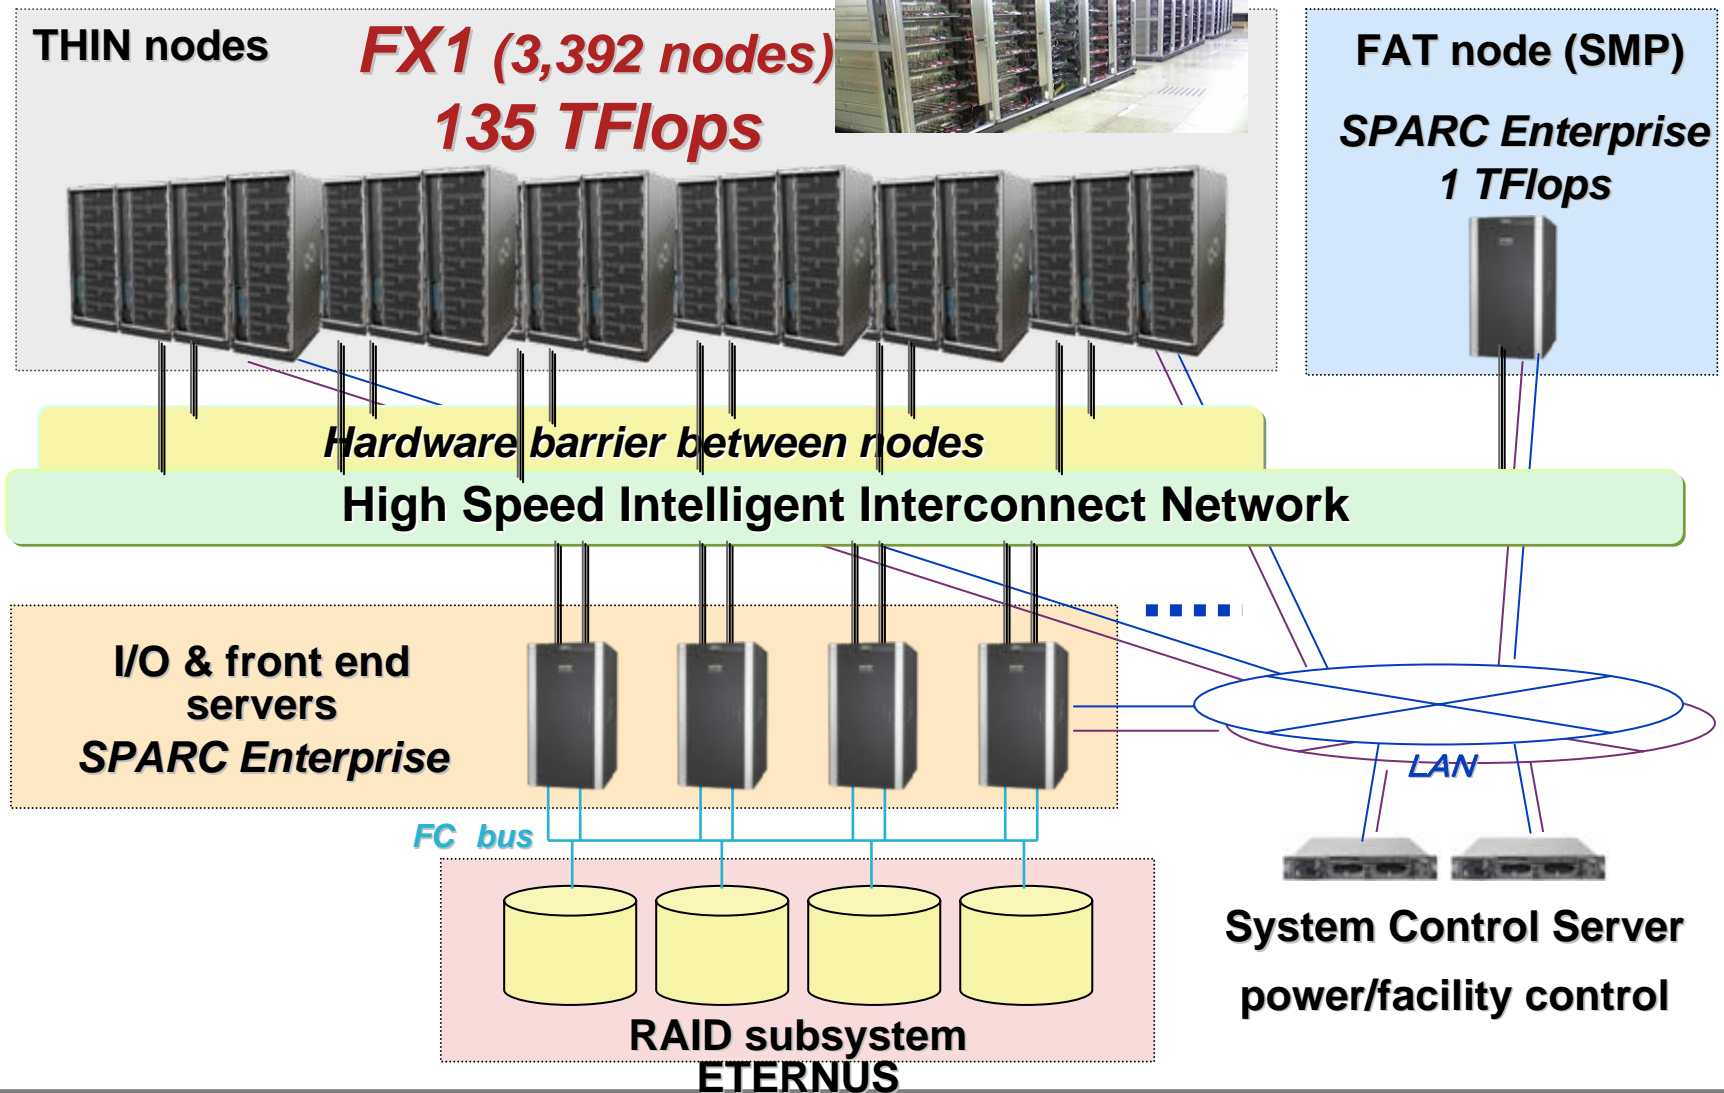 THIN nodes
FX1 (3,392 nodes)
135 TFlops
FAT node (SMP)
SPARC Enterprise
1 TFlops
Hardware barrier between nodes
High Speed Intelligent Interconnect Network
I/O & front end
servers
SPARC Enterprise
LAN
FC bus
System Control Server
power/facility control
RAID subsystem
ETERNUS